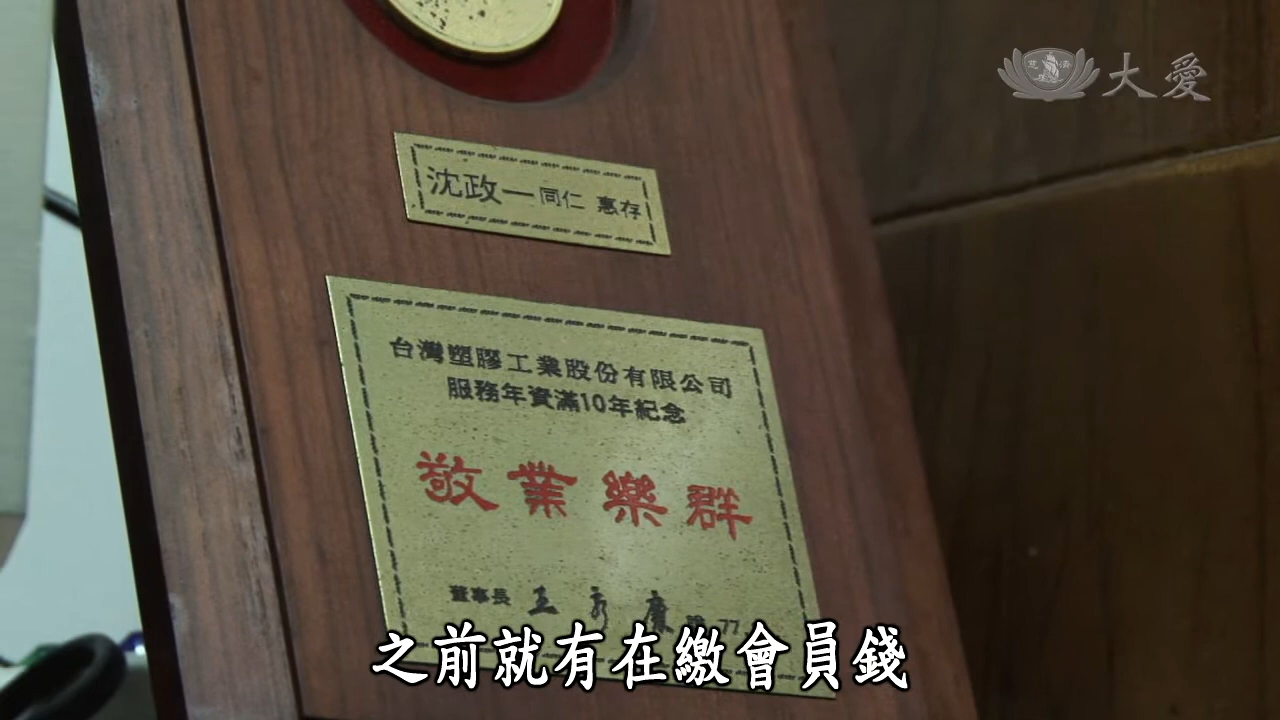 大愛
沈政一同仁 惠存
台灣塑膠工業股份有限公司
服務年資滿10年紀念
敬業樂群
董事長 王
77
之前就有在繳會員錢